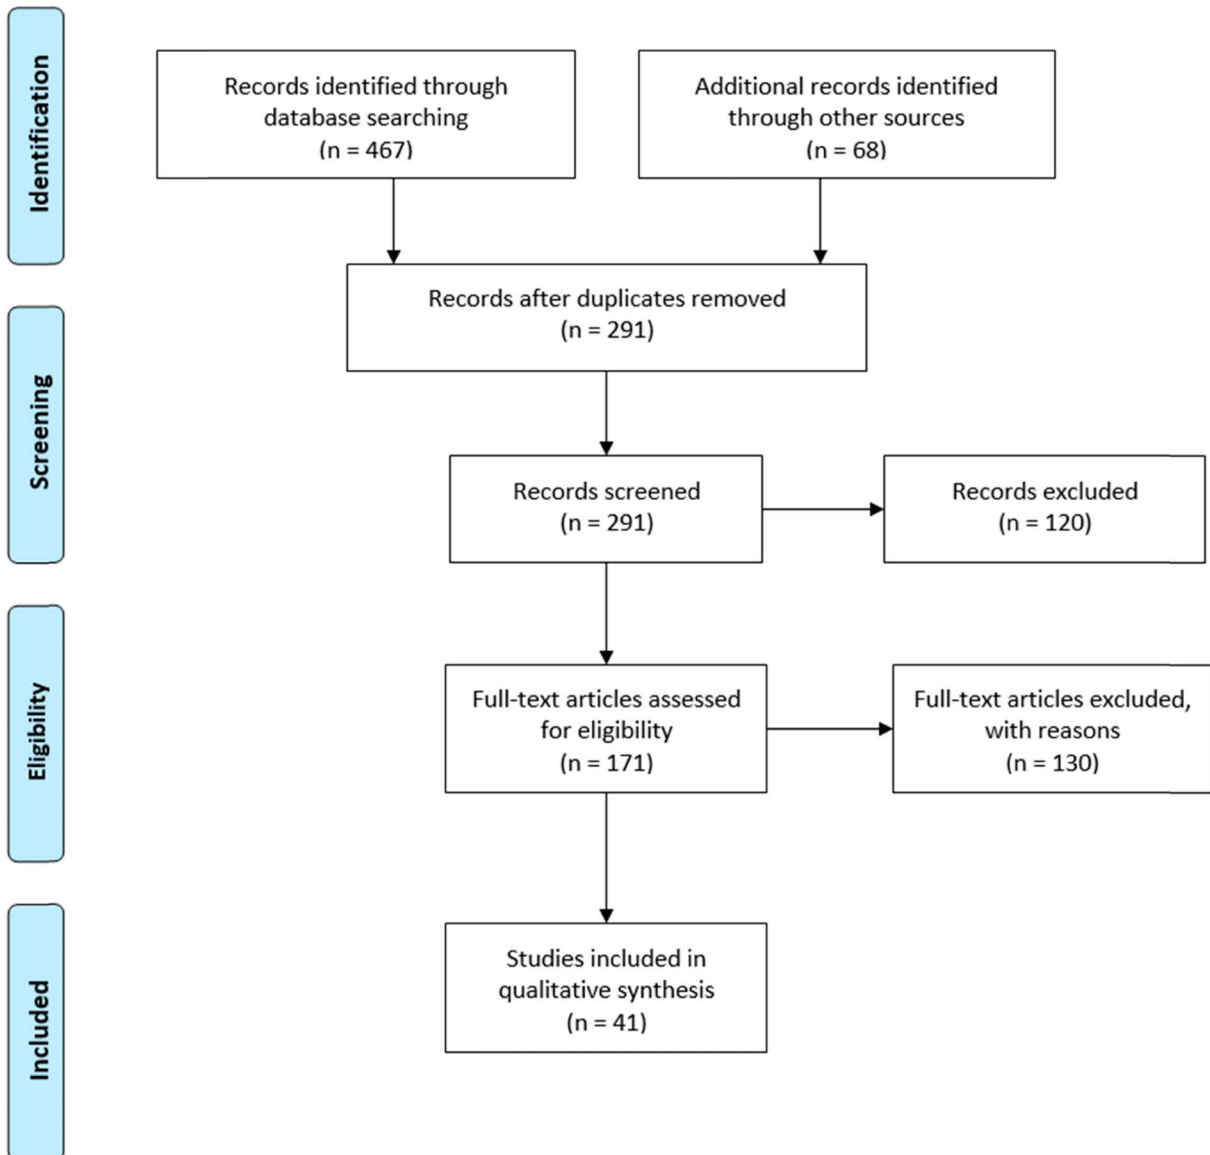 Identification
Records identified through
database searching
(n = 467)
Additional records identified
through other sources
(n = 68)
Records after duplicates removed
(n = 291)
Screening
Records screened
(n = 291)
Records excluded
(n = 120)
Eligibility
Full-text articles assessed
for eligibility
(n = 171)
Full-text articles excluded,
with reasons
(n = 130)
Included
Studies included in
qualitative synthesis
(n = 41)